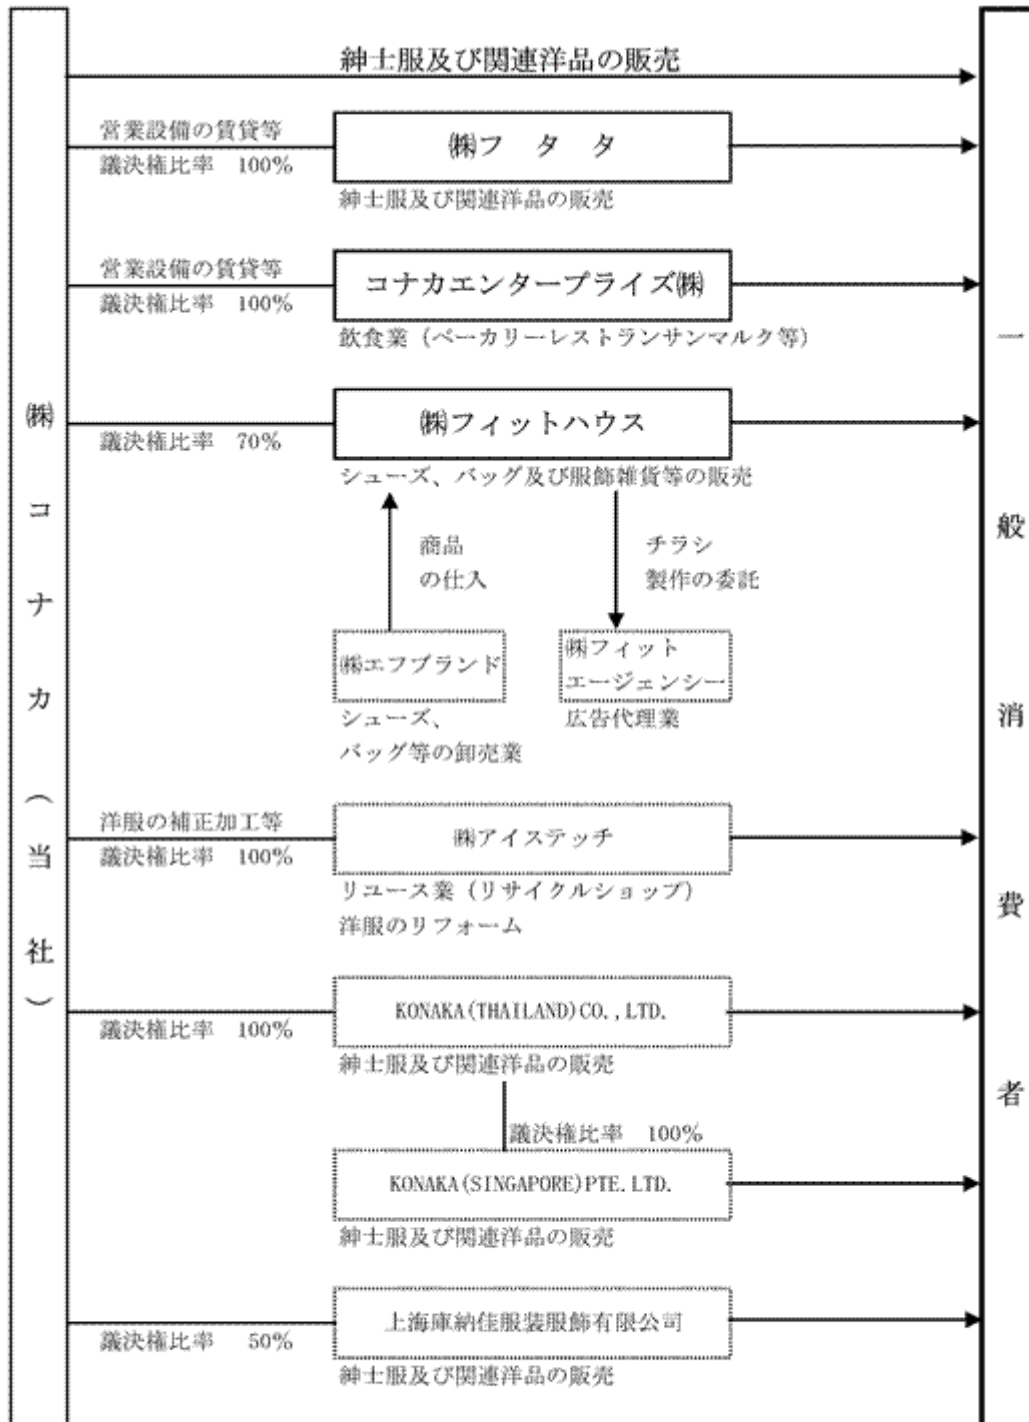 紳士服及び関連洋品の販売
営業設備の賃貸等
議決権比率 100%
㈱フタタ
紳士服及び関連洋品の販売
営業設備の賃貸等
議決権比率 100%
コナカエンタープライズ㈱
飲食業（ベーカリーレストランサンマルク等）
議決権比率 70%
㈱フィットハウス
シューズ、バッグ及び服飾雑貨等の販売
商品
の仕入
チラシ
製作の委託
㈱エフブランド
シューズ、
バッグ等の卸売業
㈱フィット
エージェンシー
広告代理業
洋服の補正加工等
議決権比率 100%
㈱アイステッチ
リユース業（リサイクルショップ）
洋服のリフォーム
議決権比率 100%
KONAKA(THAILAND)CO.,LTD.
紳士服及び関連洋品の販売
議決権比率 100%
KONAKA(SINGAPORE)PTE.LTD.
紳士服及び関連洋品の販売
議決権比率 50%
上海庫納佳服装服飾有限公司
紳士服及び関連洋品の販売
㈱コナカ（当社）
一般消費者